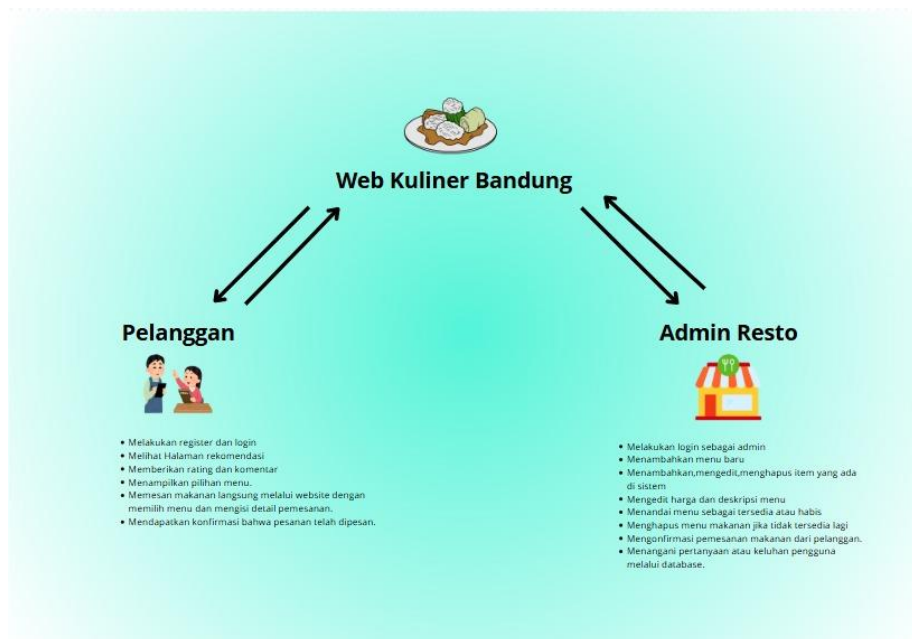 Web Kuliner Bandung
Pelanggan
• Melakukan register dan login
• Melihat Halaman rekomendasi
• Memberikan rating dan komentar
• Menampilkan pilihan menu.
• Memesan makanan langsung melalui website dengan
memilih menu dan mengisi detail pemesanan.
• Mendapatkan konfirmasi bahwa pesanan telah dipesan.
Admin Resto
• Melakukan login sebagai admin
• Menambahkan menu baru
• Menambahkan,mengedit,menghapus item yang ada
di sistem
• Mengedit harga dan deskripsi menu
• Menandai menu sebagai tersedia atau habis
• Menghapus menu makanan jika tidak tersedia lagi
• Mengonfirmasi pemesanan makanan dari pelanggan.
• Menangani pertanyaan atau keluhan pengguna
melalui database.